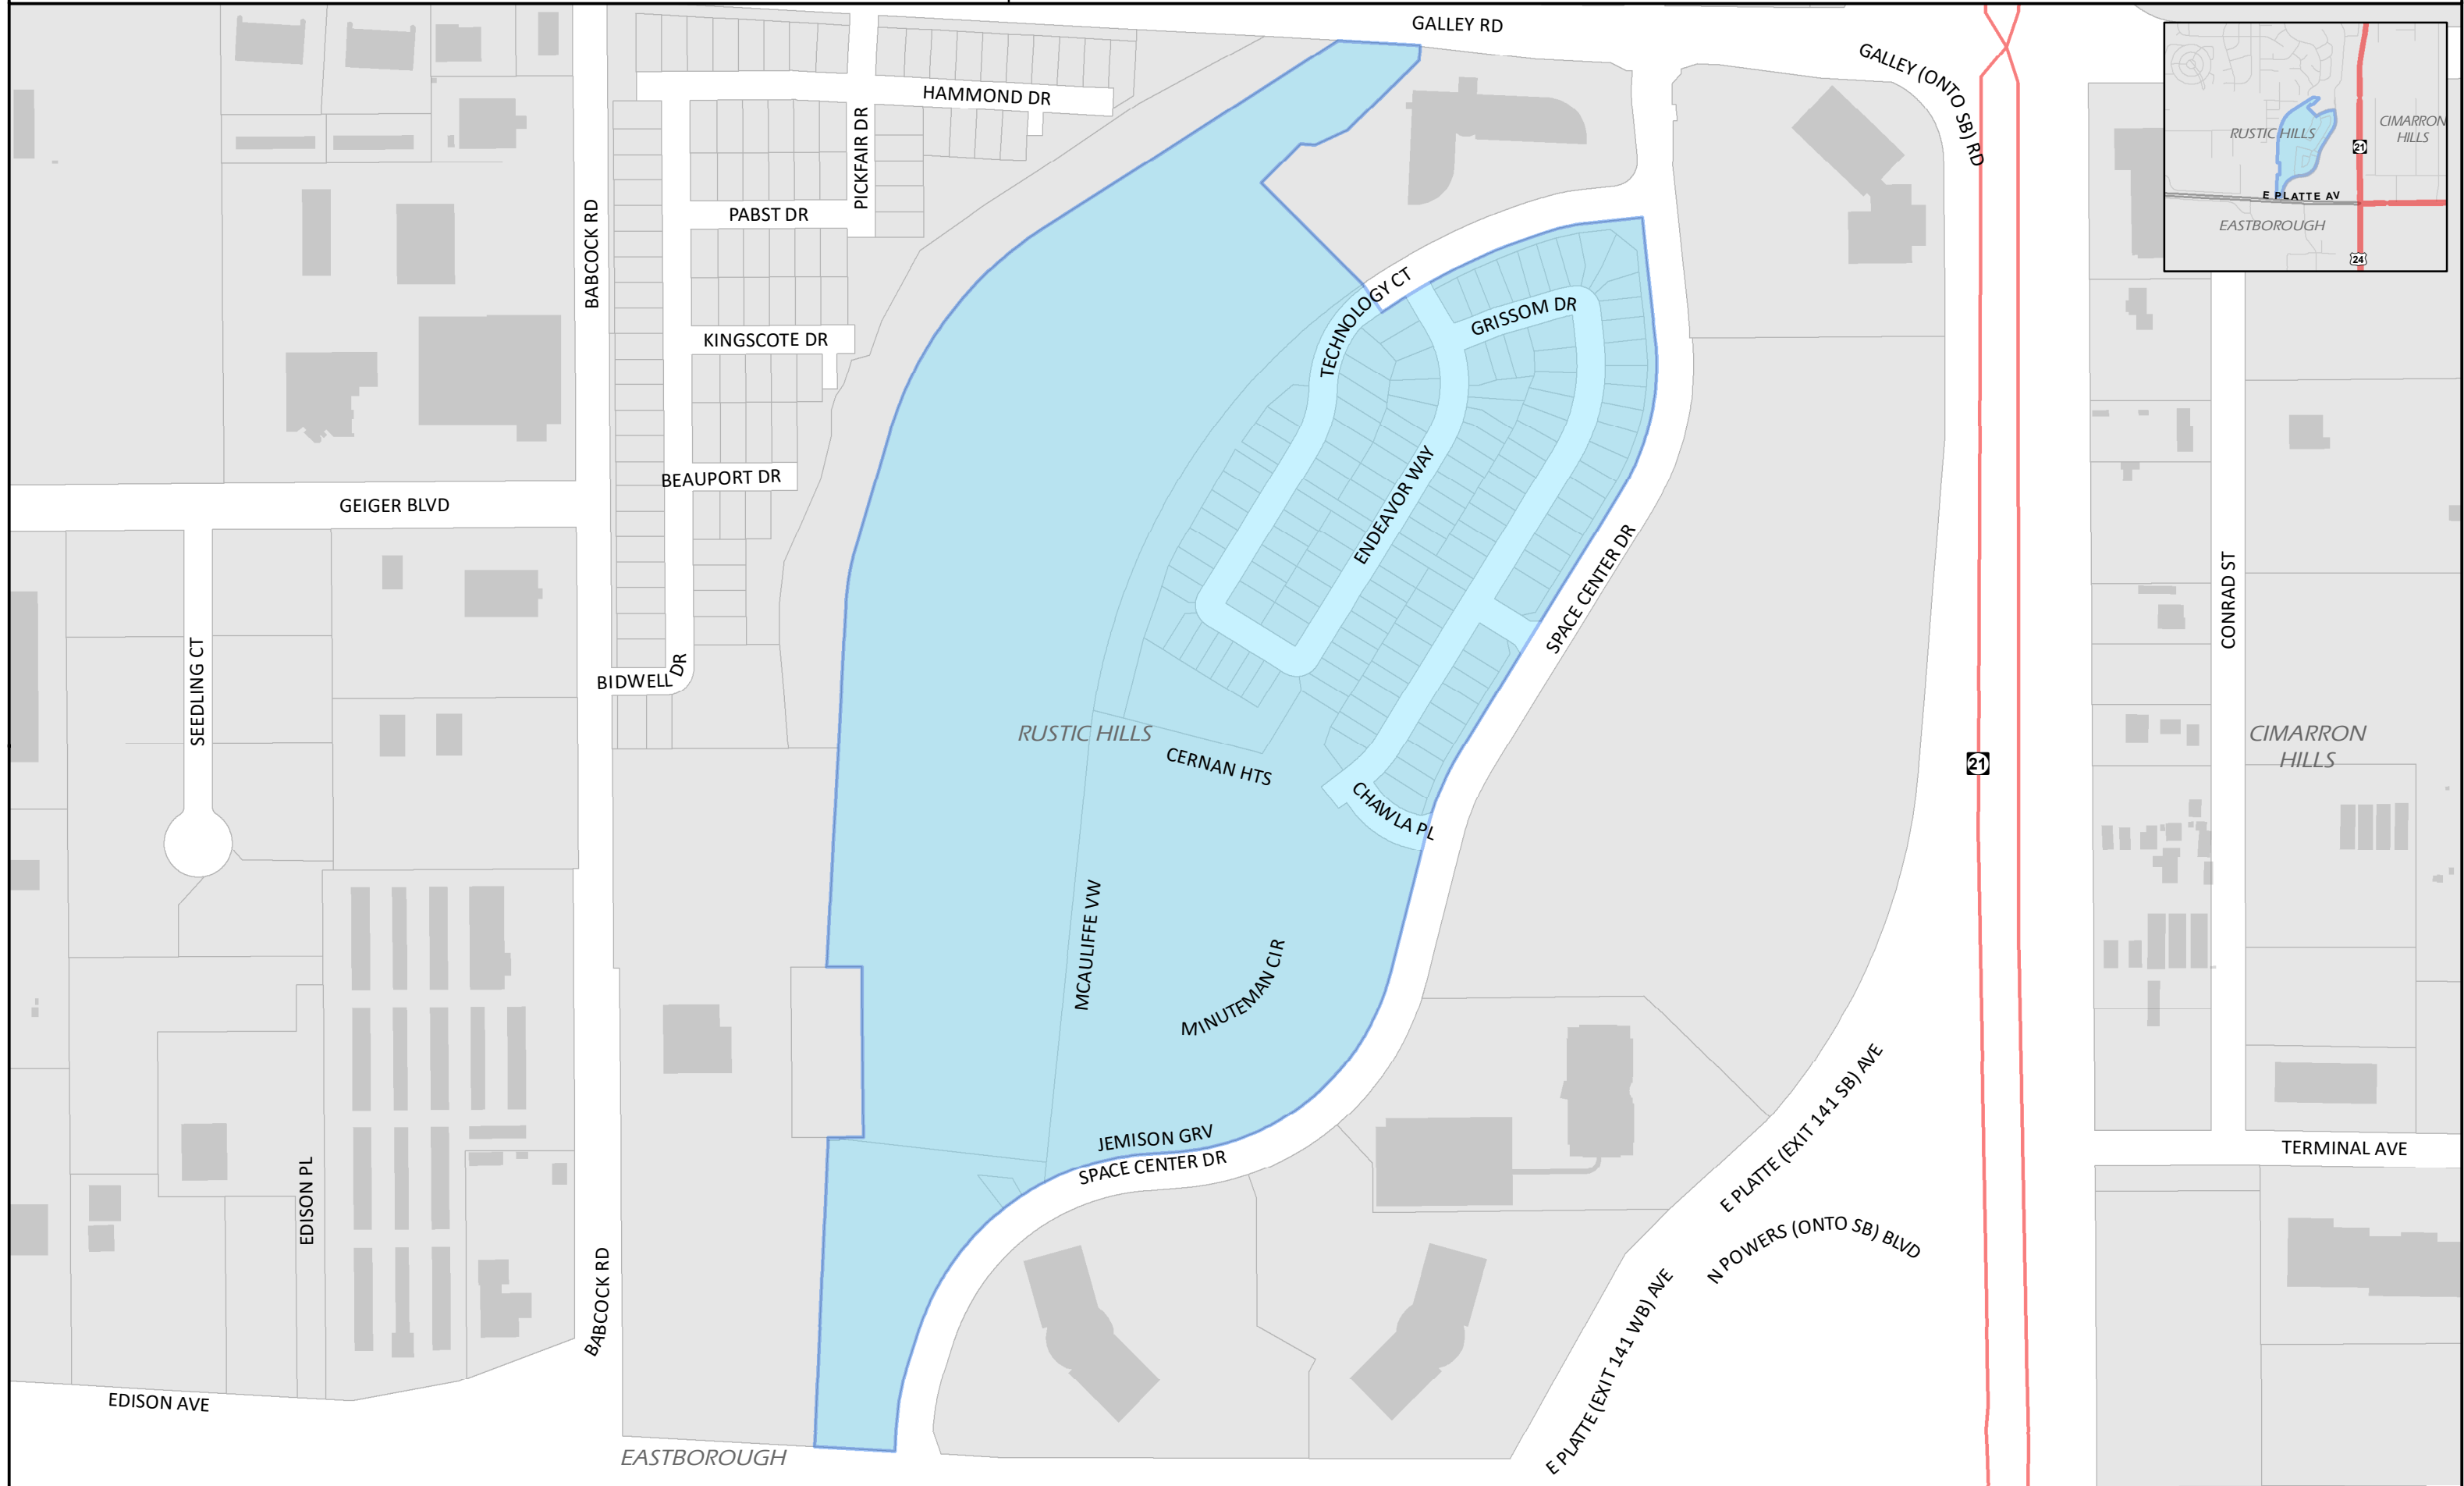 GALLEY RD
GALLEY (ONTO SB) RD
HAMMOND DR
PICKFAIR DR
PABST DR
BABCOCK RD
KINGSCOTE DR
BEAUPORT DR
GEIGER BLVD
SEEDLING CT
BIDWELL DR
TECHNOLOGY CT
GRISSOM DR
ENDEAVOR WAY
SPACE CENTER DR
RUSTIC HILLS
CERNAN HTS
CHAWLA PL
MCAULIFFE VW
MINUTEMAN CIR
JEMISON GRV
SPACE CENTER DR
EDISON PL
BABCOCK RD
EDISON AVE
EASTBOROUGH
E PLATTE (EXIT 141 SB) AVE
N POWERS (ONTO SB) BLVD
E PLATTE (EXIT 141 WB) AVE
21
CONRAD ST
CIMARRON
HILLS
TERMINAL AVE
RUSTIC HILLS
CIMARRON
HILLS
21
E PLATTE AV
EASTBOROUGH
24